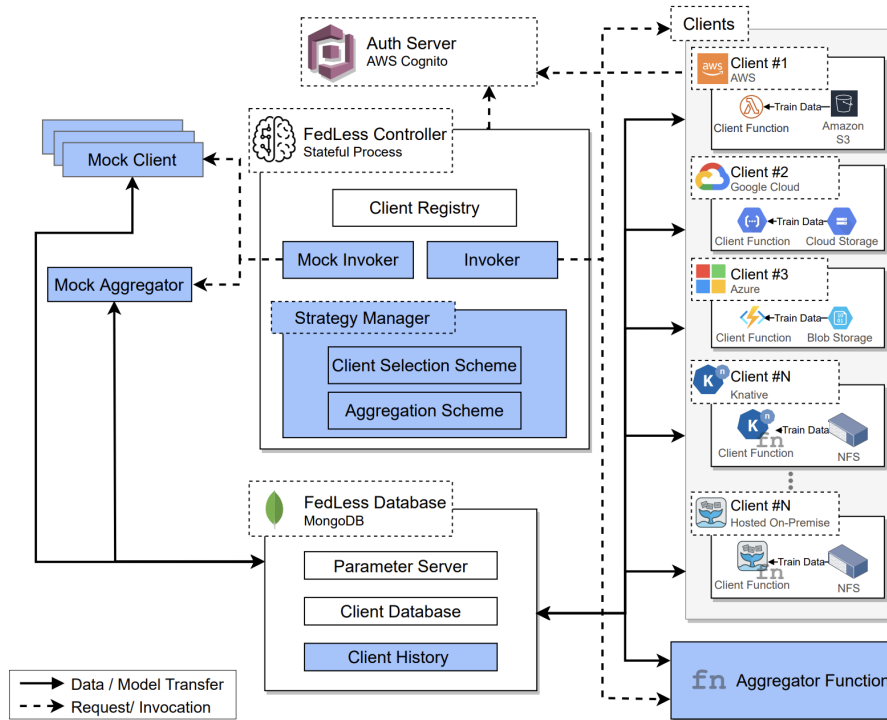 Auth Server
AWS Cognito
FedLess Controller
Stateful Process
Client Registry
Mock Invoker
Invoker
Strategy Manager
Client Selection Scheme
Aggregation Scheme
Mock Client
Mock Aggregator
FedLess Database
MongoDB
Parameter Server
Client Database
Client History
Data / Model Transfer
Request/ Invocation
Clients
aws
Client #1
AWS
Train Data
Client Function
Amazon
S3
Client #2
Google Cloud
Train Data
Client Function
Cloud Storage
Client #3
Azure
Train Data
Client Function
Blob Storage
K
n
Client #N
Knative
K
n
Train Data
fn
Client Function
NFS
Client #N
Hosted On-Premise
Train Data
fn
Client Function
NFS
fn
Aggregator Function